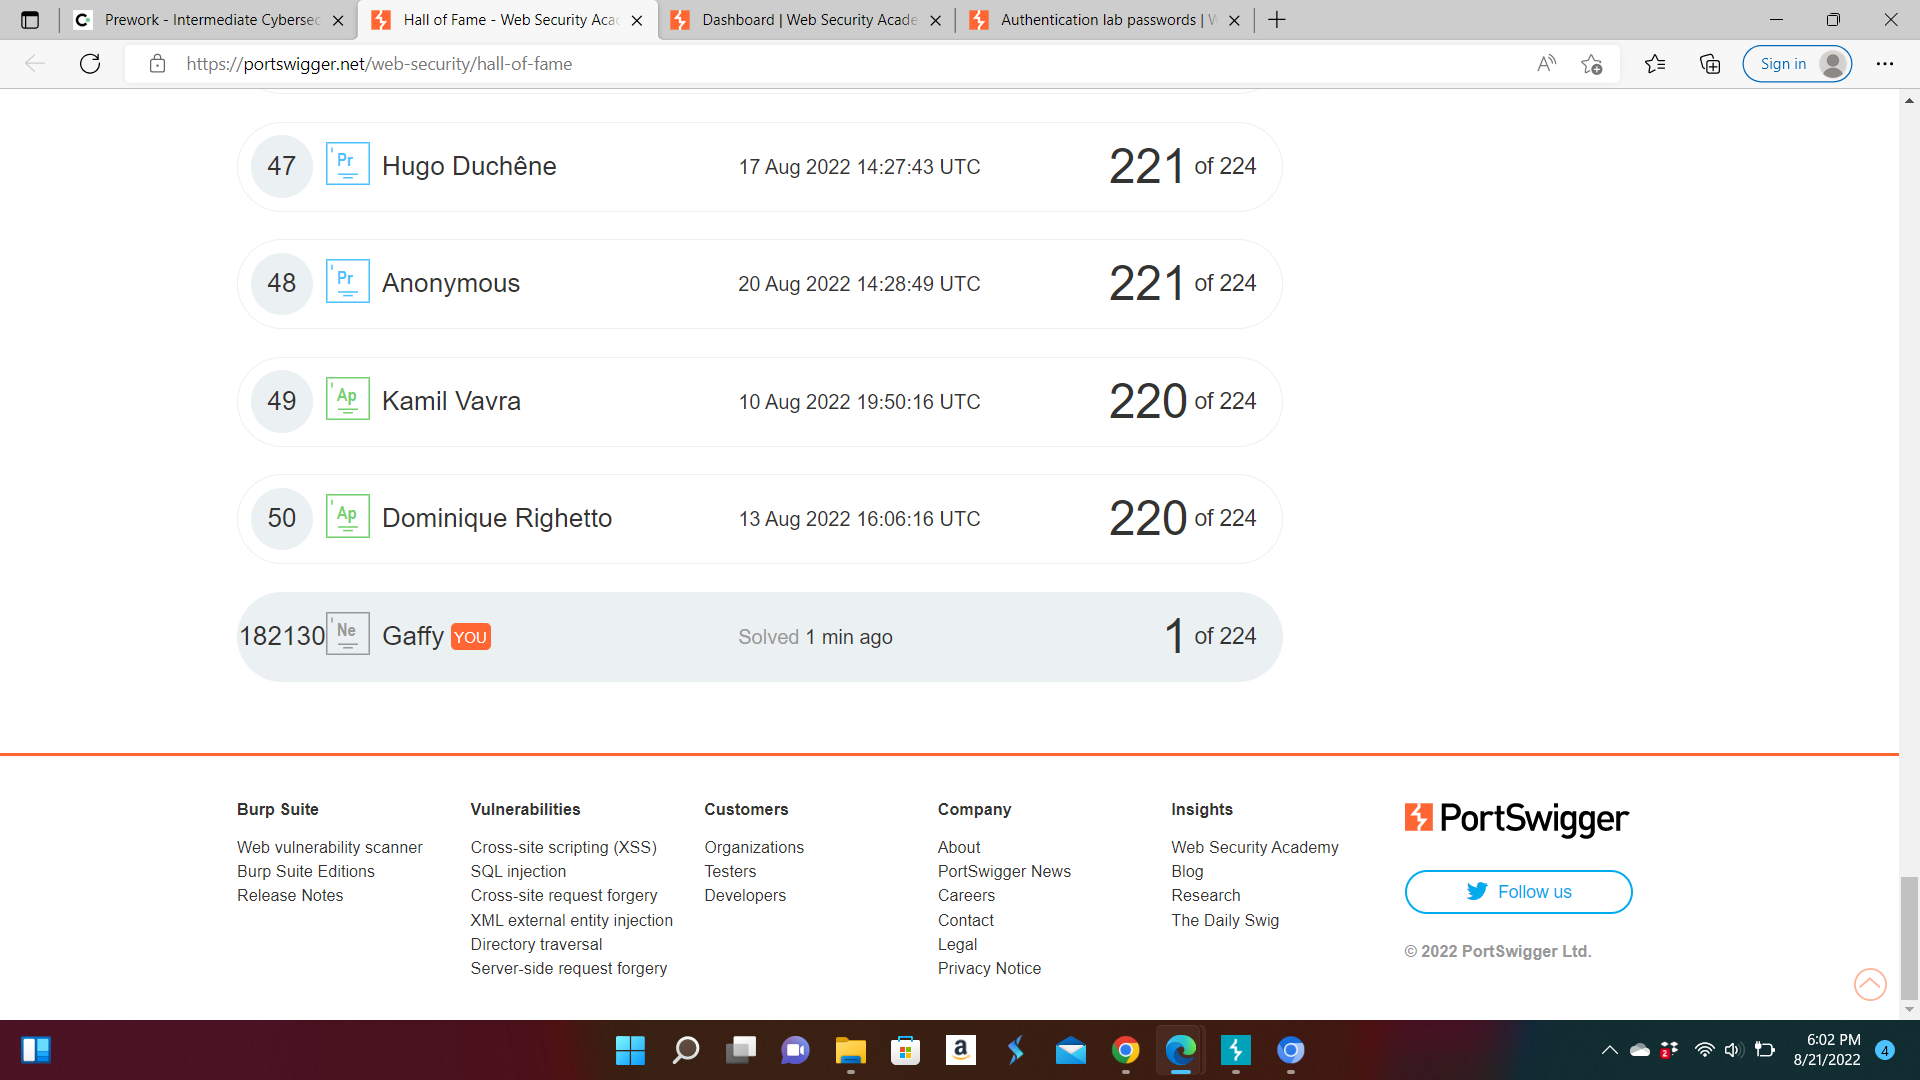 Prework - Intermediate Cybersec
Hall of Fame - Web Security Aca
Dashboard | Web Security Acade
Authentication lab passwords | W
https://portswigger.net/web-security/hall-of-fame
Sign in
47 Pr Hugo Duchêne 17 Aug 2022 14:27:43 UTC 221 of 224
48 Pr Anonymous 20 Aug 2022 14:28:49 UTC 221 of 224
49 Ap Kamil Vavra 10 Aug 2022 19:50:16 UTC 220 of 224
50 Ap Dominique Righetto 13 Aug 2022 16:06:16 UTC 220 of 224
182130 Ne Gaffy YOU Solved 1 min ago 1 of 224
Burp Suite
Web vulnerability scanner
Burp Suite Editions
Release Notes
Vulnerabilities
Cross-site scripting (XSS)
SQL injection
Cross-site request forgery
XML external entity injection
Directory traversal
Server-side request forgery
Customers
Organizations
Testers
Developers
Company
About
PortSwigger News
Careers
Contact
Legal
Privacy Notice
Insights
Web Security Academy
Blog
Research
The Daily Swig
PortSwigger
Follow us
© 2022 PortSwigger Ltd.
a
2
6:02 PM
8/21/2022
4